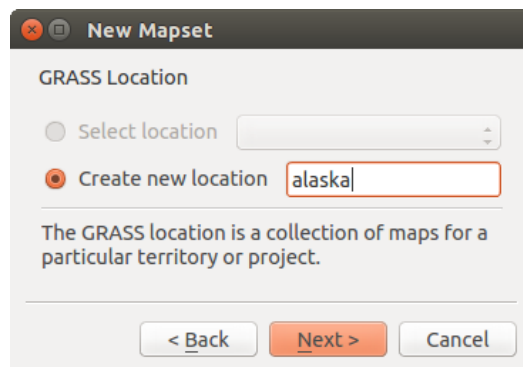 New Mapset
GRASS Location
Select location
Create new location alaska
The GRASS location is a collection of maps for a
particular territory or project.
< Back Next > Cancel